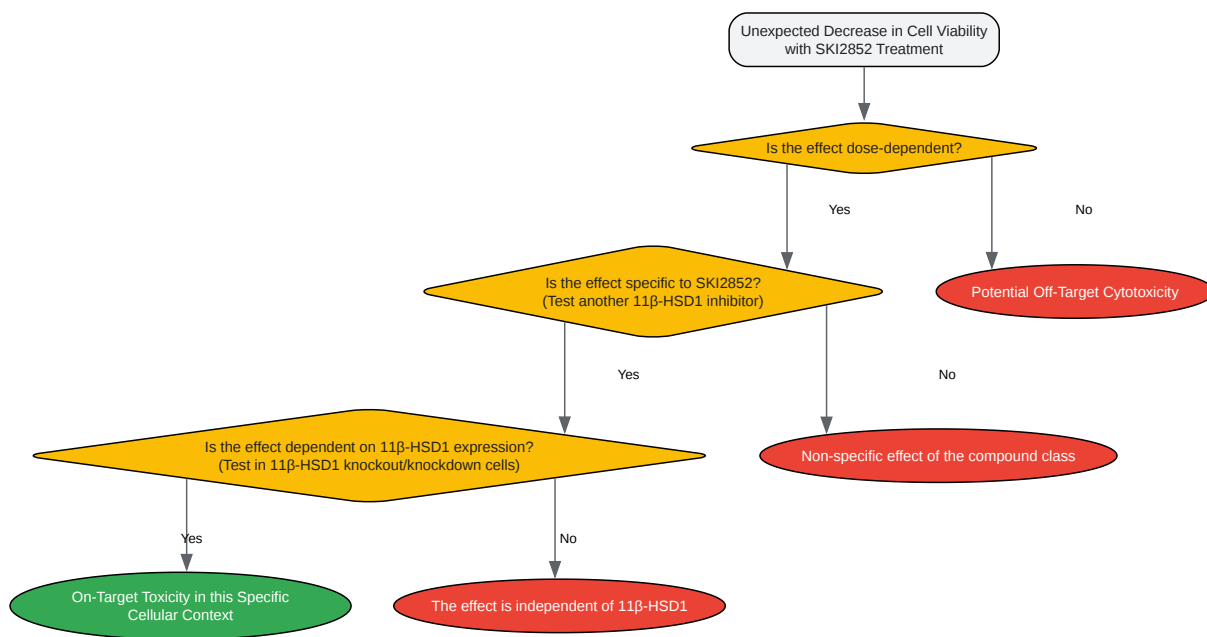 Unexpected Decrease in Cell Viability
with SKI2852 Treatment
Is the effect dose-dependent?
Yes
No
Is the effect specific to SKI2852?
(Test another 11β-HSD1 inhibitor)
Potential Off-Target Cytotoxicity
Yes
No
Is the effect dependent on 11β-HSD1 expression?
(Test in 11β-HSD1 knockout/knockdown cells)
Non-specific effect of the compound class
Yes
No
On-Target Toxicity in this Specific
Cellular Context
The effect is independent of 11β-HSD1